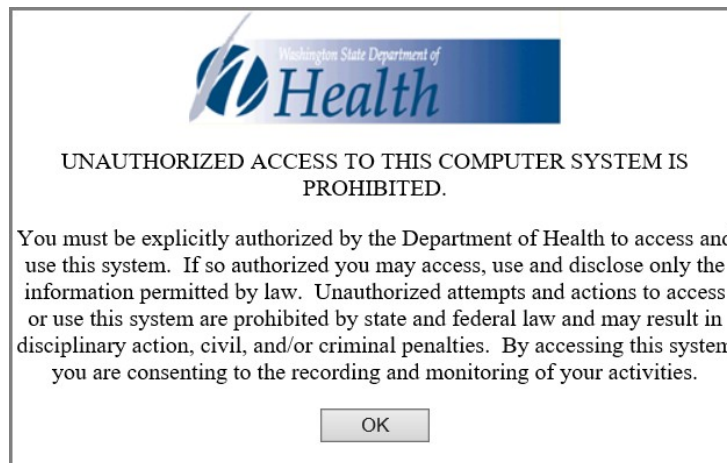 Washington State Department of
Health
UNAUTHORIZED ACCESS TO THIS COMPUTER SYSTEM IS
PROHIBITED.
You must be explicitly authorized by the Department of Health to access and
use this system. If so authorized you may access, use and disclose only the
information permitted by law. Unauthorized attempts and actions to access
or use this system are prohibited by state and federal law and may result in
disciplinary action, civil, and/or criminal penalties. By accessing this system
you are consenting to the recording and monitoring of your activities.
OK